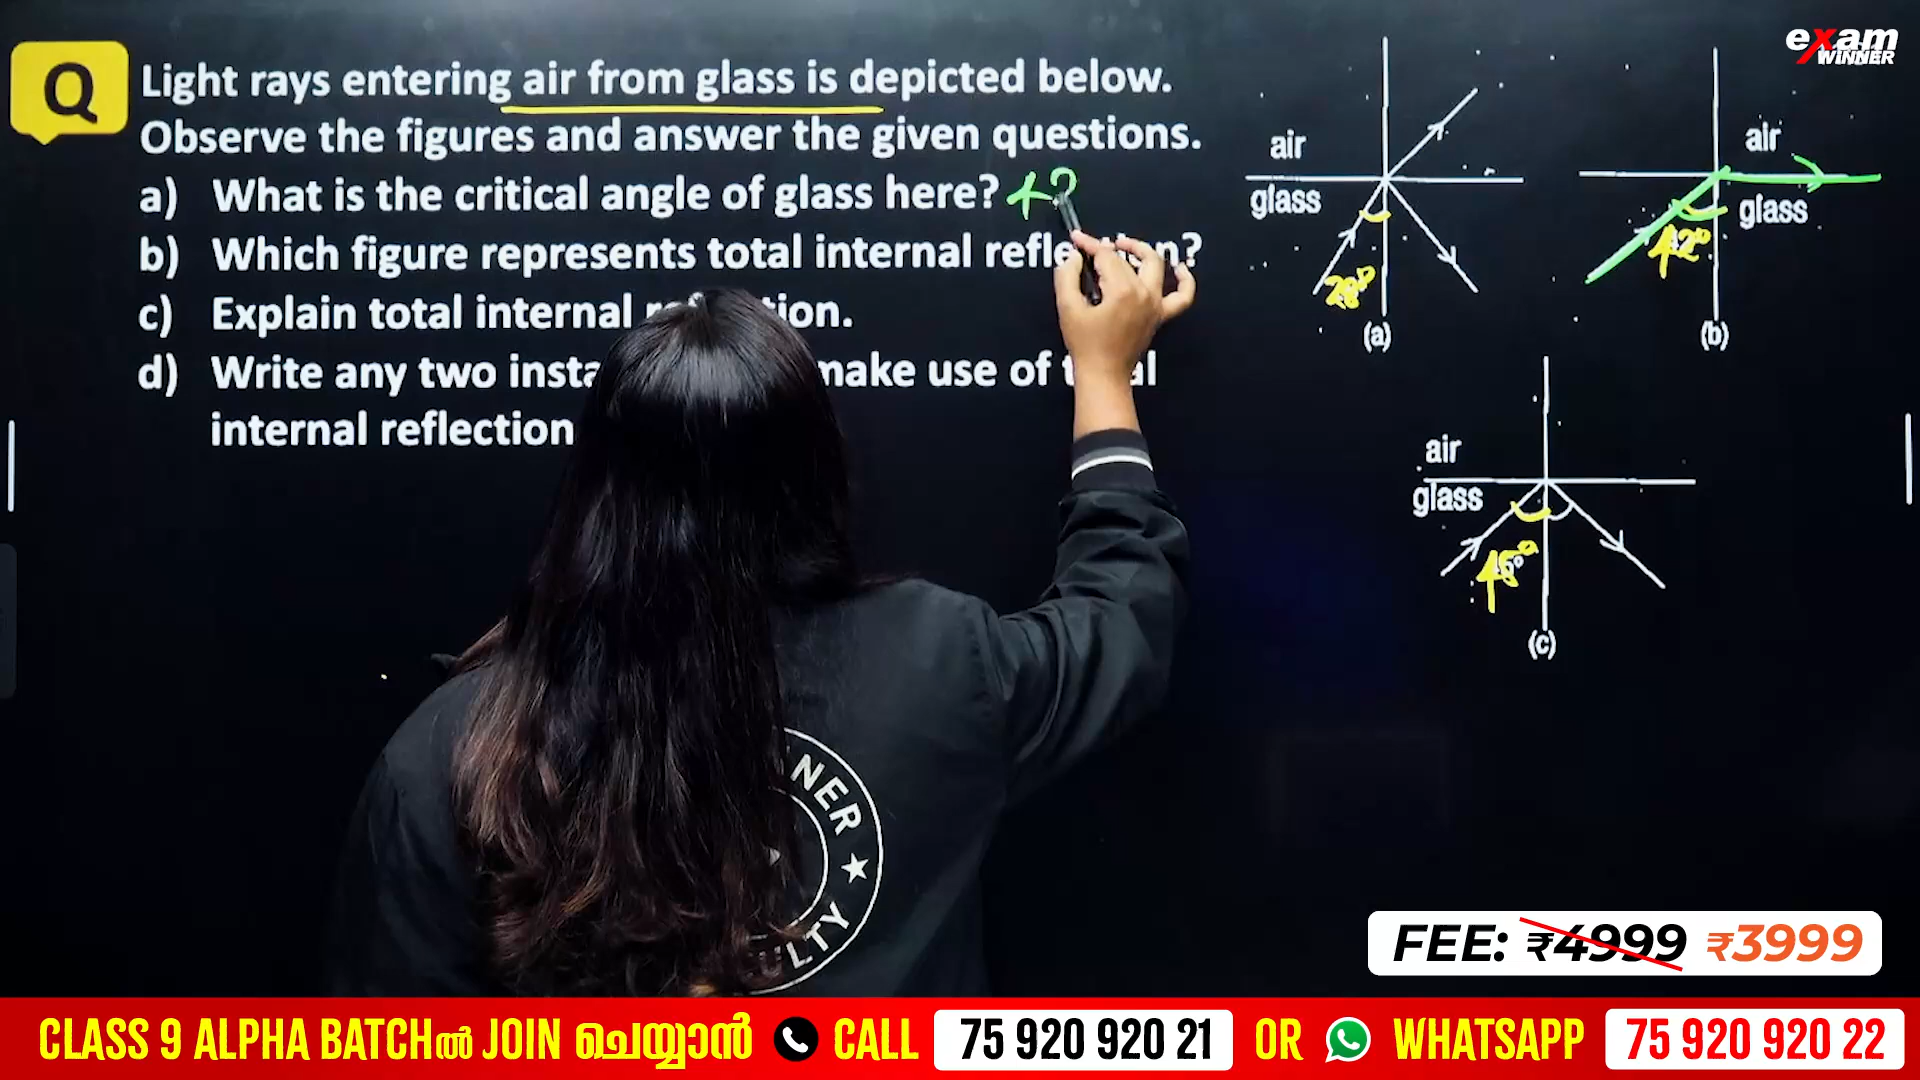 exam
WINNER
Q
Light rays entering air from glass is depicted below.
Observe the figures and answer the given questions.
a) What is the critical angle of glass here?
b) Which figure represents total internal
c) Explain total internal
d) Write any two make use of
internal reflection
air
glass
28°
(a)
air
glass
42°
(b)
air
glass
45°
(c)
NER
ULTY
FEE: ₹4999 ₹3999
CLASS 9 ALPHA BATCHൽ JOIN ചെയ്യാൻ CALL 75 920 920 21 OR WHATSAPP 75 920 920 22